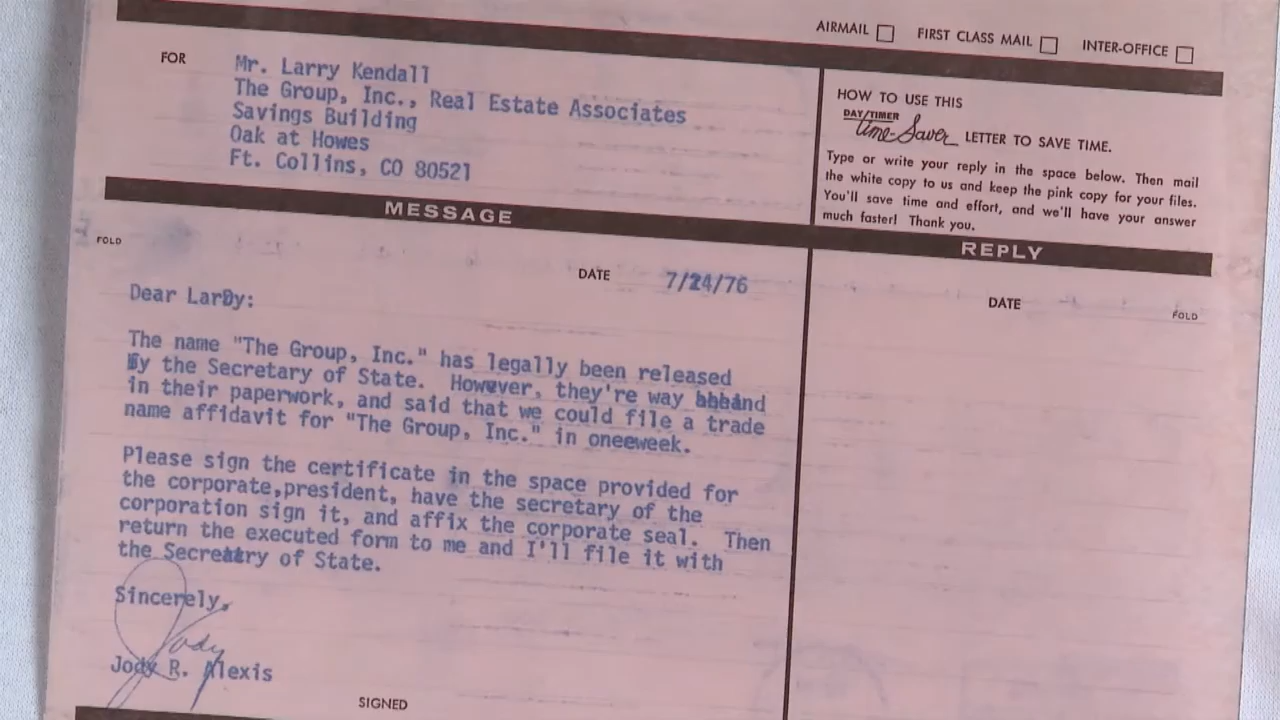 AIRMAIL FIRST CLASS MAIL INTER-OFFICE
FOR
Mr. Larry Kendall
The Group, Inc., Real Estate Associates
Savings Building
Oak at Howes
Ft. Collins, CO 80521
HOW TO USE THIS
DAY/TIMER
Time-Saver LETTER TO SAVE TIME.
Type or write your reply in the space below. Then mail
the white copy to us and keep the pink copy for your files.
You'll save time and effort, and we'll have your answer
much faster! Thank you.
MESSAGE
REPLY
FOLD
DATE 7/24/76
DATE
FOLD
Dear Larry:
The name "The Group, Inc." has legally been released
By the Secretary of State. However, they're way
in their paperwork, and said that we could file a trade
name affidavit for "The Group, Inc." in oneeweek.
Please sign the certificate in the space provided for
the corporate,president, have the secretary of the
corporation sign it, and affix the corporate seal. Then
return the executed form to me and I'll file it with
the Secretary of State.
Sincerely,
Jody
Jody R. Alexis
SIGNED